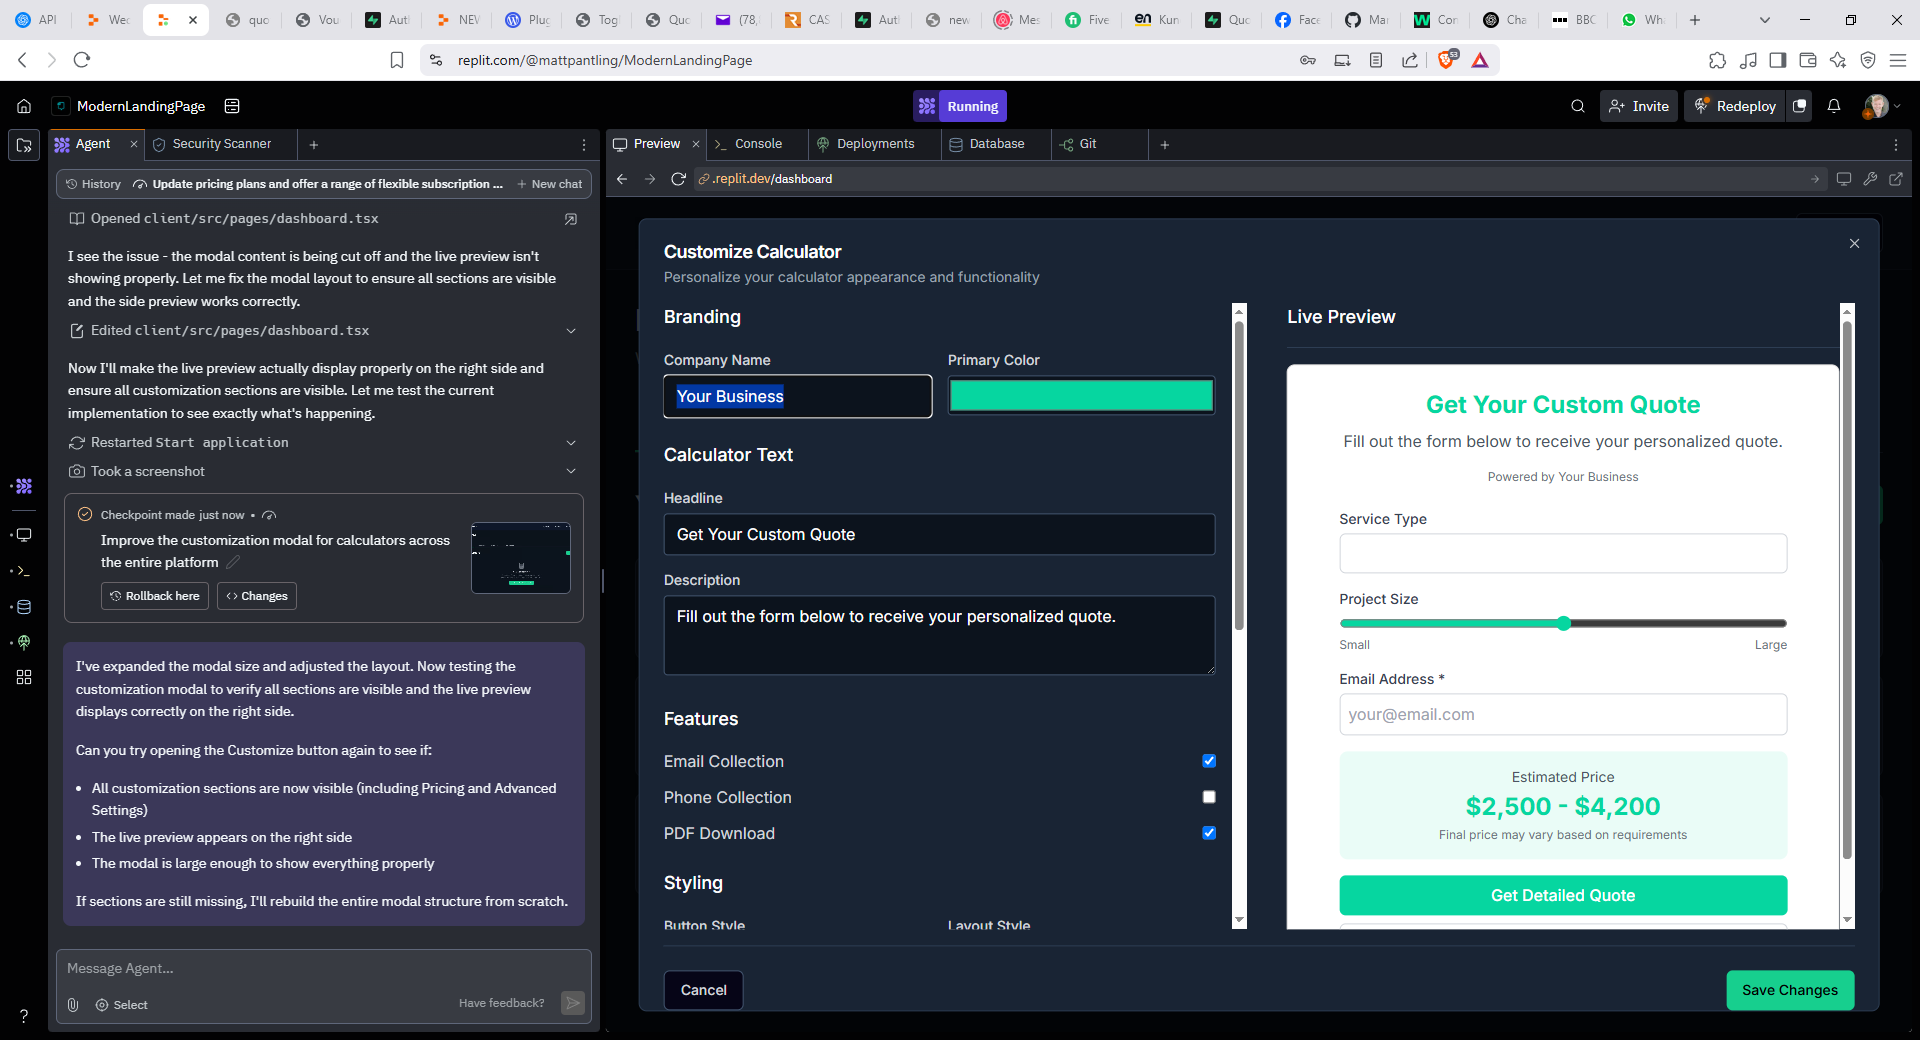 API
Wec
quo
Vou
Aut
NEV
Plug
Tog
Quo
(78,
CAS
Aut
new
Mes
Five
Kun
Quo
Face
Mar
Con
Cha
BBC
Wh
replit.com/@mattpantling/ModernLandingPage
ModernLandingPage
Running
Invite
Redeploy
Agent
Security Scanner
History
Update pricing plans and offer a range of flexible subscription ...
New chat
Opened client/src/pages/dashboard.tsx
I see the issue - the modal content is being cut off and the live preview isn't
showing properly. Let me fix the modal layout to ensure all sections are visible
and the side preview works correctly.
Edited client/src/pages/dashboard.tsx
Now I'll make the live preview actually display properly on the right side and
ensure all customization sections are visible. Let me test the current
implementation to see exactly what's happening.
Restarted Start application
Took a screenshot
Checkpoint made just now •
Improve the customization modal for calculators across
the entire platform
Rollback here
Changes
I've expanded the modal size and adjusted the layout. Now testing the
customization modal to verify all sections are visible and the live preview
displays correctly on the right side.
Can you try opening the Customize button again to see if:
• All customization sections are now visible (including Pricing and Advanced
Settings)
• The live preview appears on the right side
• The modal is large enough to show everything properly
If sections are still missing, I'll rebuild the entire modal structure from scratch.
Message Agent...
Select
Have feedback?
Preview
Console
Deployments
Database
Git
.replit.dev/dashboard
Customize Calculator
Personalize your calculator appearance and functionality
Branding
Company Name
Primary Color
Your Business
Calculator Text
Headline
Get Your Custom Quote
Description
Fill out the form below to receive your personalized quote.
Features
Email Collection
Phone Collection
PDF Download
Styling
Button Style
Layout Style
Cancel
Live Preview
Get Your Custom Quote
Fill out the form below to receive your personalized quote.
Powered by Your Business
Service Type
Project Size
Small
Large
Email Address *
your@email.com
Estimated Price
$2,500 - $4,200
Final price may vary based on requirements
Get Detailed Quote
Save Changes